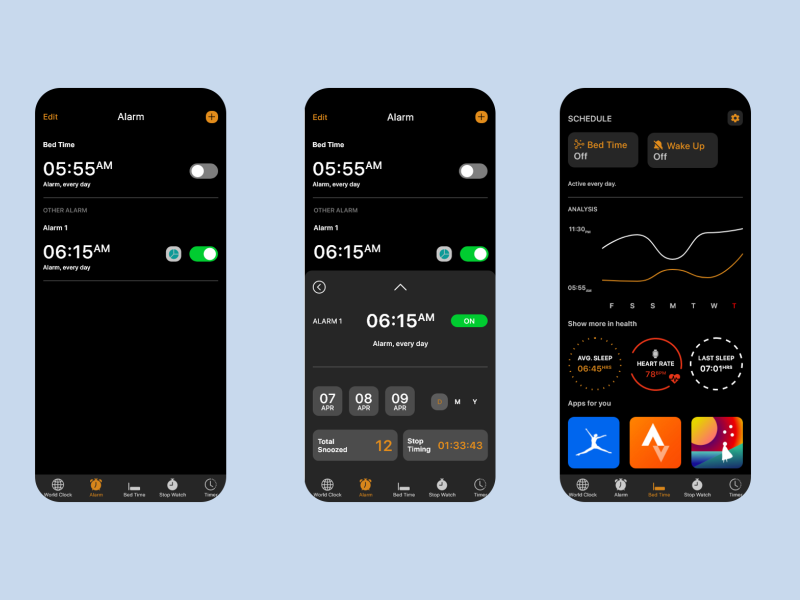 Edit Alarm
Bed Time
05:55AM
Alarm, every day
OTHER ALARM
Alarm 1
06:15AM
Alarm, every day
World Clock Alarm Bed Time Stop Watch Timer
Edit Alarm
Bed Time
05:55AM
Alarm, every day
OTHER ALARM
Alarm 1
06:15AM
ALARM 1 06:15AM ON
Alarm, every day
07 08 09
APR APR APR
D M Y
Total Snoozed 12
Stop Timing 01:33:43
World Clock Alarm Bed Time Stop Watch Timer
SCHEDULE
Bed Time
Off
Wake Up
Off
Active every day.
ANALYSIS
11:30PM
05:55AM
F S S M T W T
Show more in health
AVG. SLEEP
06:45HRS
HEART RATE
78BPM
LAST SLEEP
07:01HRS
Apps for you
World Clock Alarm Bed Time Stop Watch Timer